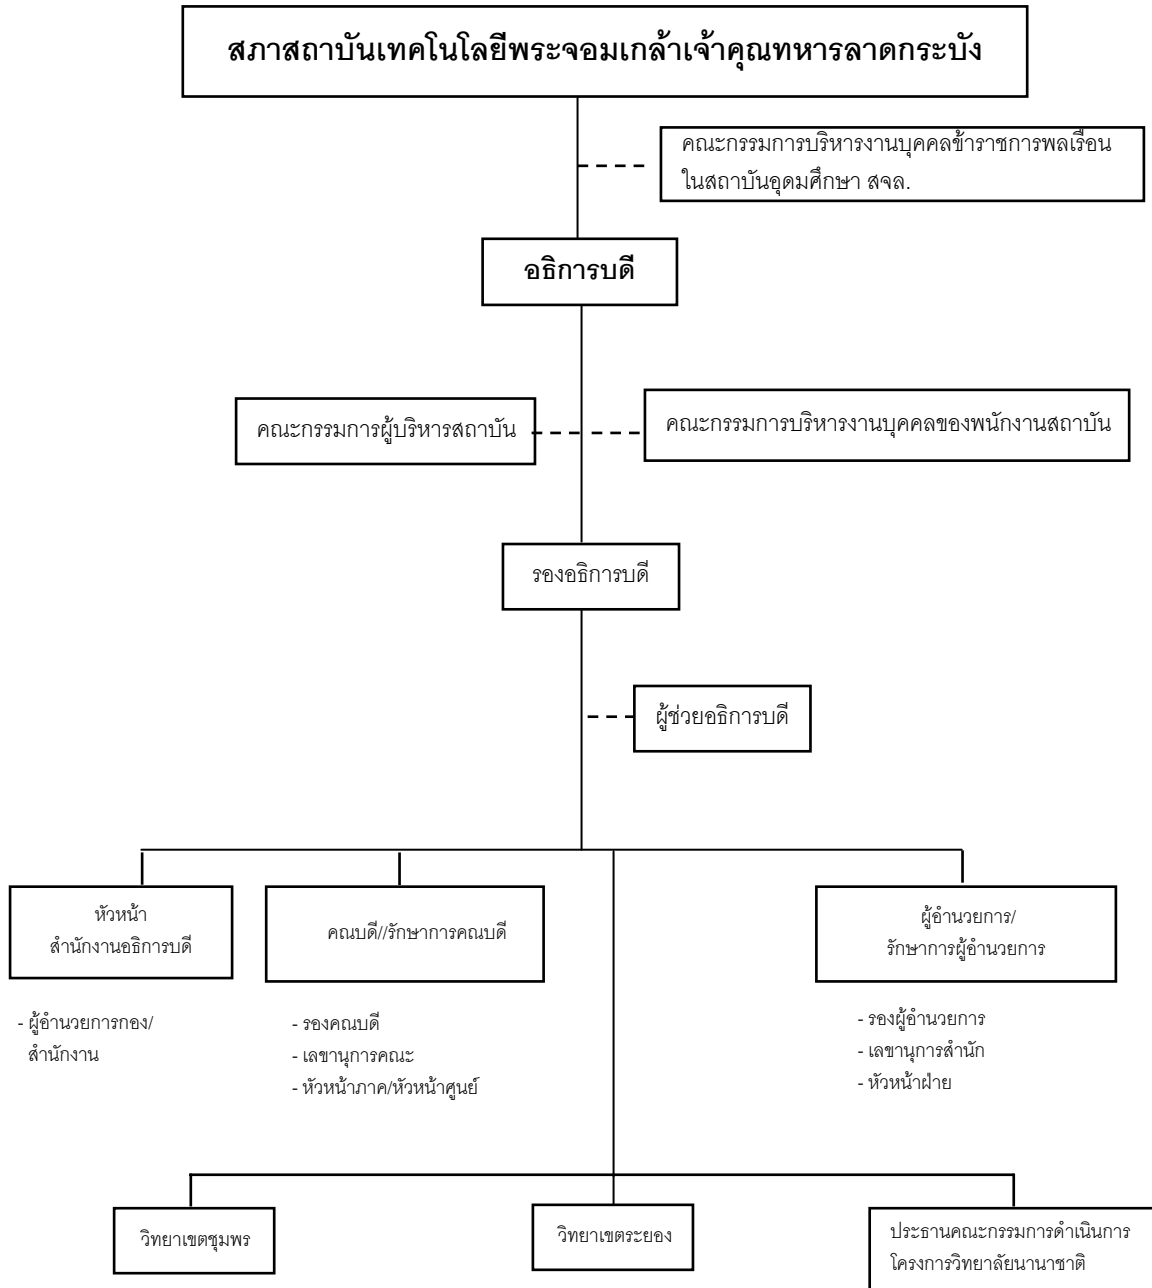 สภาสถาบันเทคโนโลยีพระจอมเกล้าเจ้าคุณทหารลาดกระบัง
คณะกรรมการบริหารงานบุคคลข้าราชการพลเรือน
ในสถาบันอุดมศึกษา สจล.
อธิการบดี
คณะกรรมการผู้บริหารสถาบัน
คณะกรรมการบริหารงานบุคคลของพนักงานสถาบัน
รองอธิการบดี
ผู้ช่วยอธิการบดี
หัวหน้า
สำนักงานอธิการบดี
- ผู้อำนวยการกอง/
สำนักงาน
คณบดี//รักษาการคณบดี
- รองคณบดี
- เลขานุการคณะ
- หัวหน้าภาค/หัวหน้าศูนย์
ผู้อำนวยการ/
รักษาการผู้อำนวยการ
- รองผู้อำนวยการ
- เลขานุการสำนัก
- หัวหน้าฝ่าย
วิทยาเขตชุมพร
วิทยาเขตระยอง
ประธานคณะกรรมการดำเนินการ
โครงการวิทยาลัยนานาชาติ